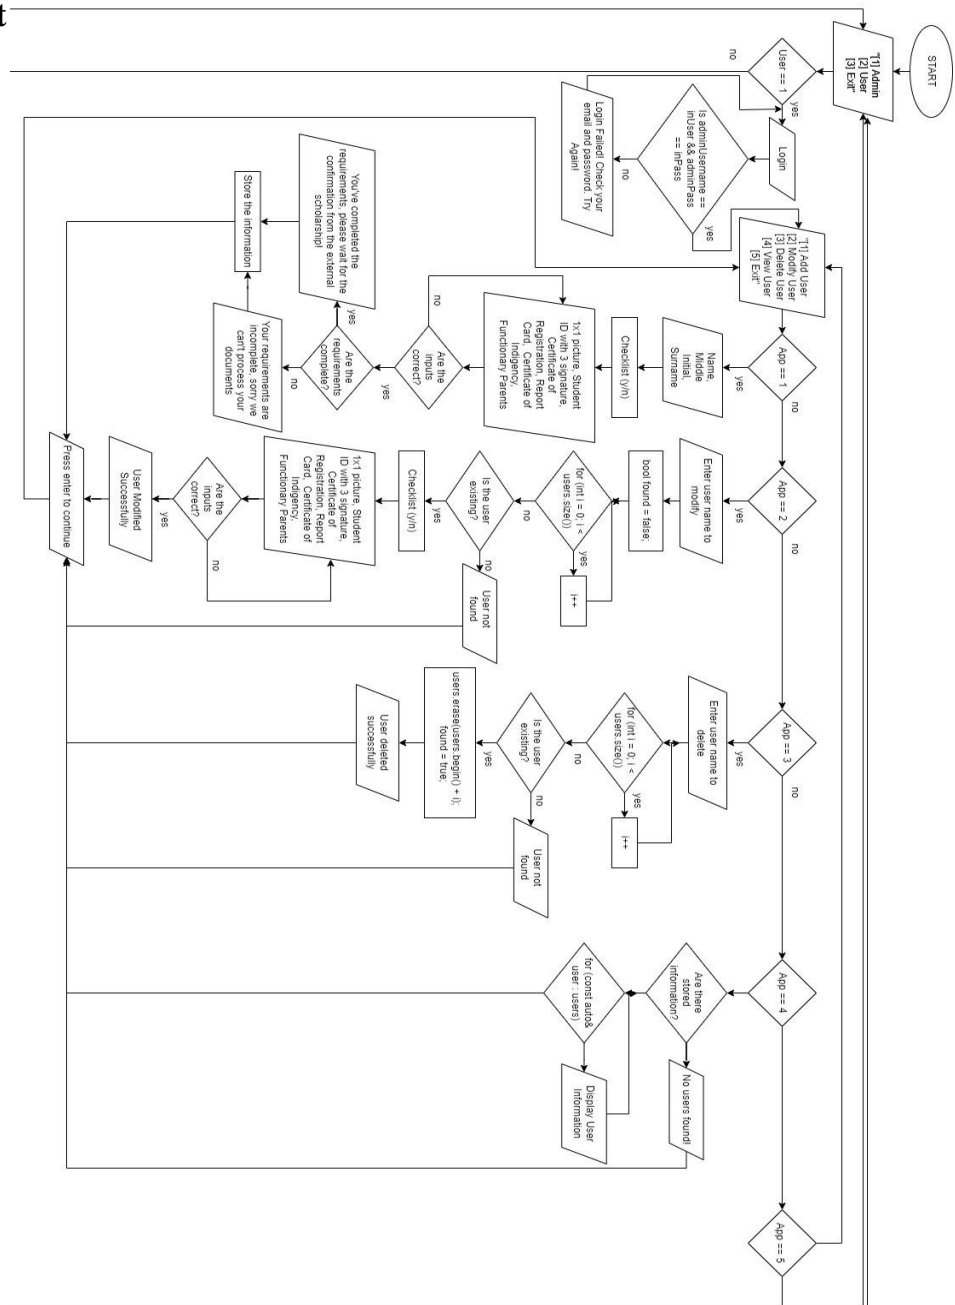 t
START
"[1] Admin
[2] User
[3] Exit"
User == 1
no
yes
Login
Is adminUsername ==
inUser && adminPass
== inPass
no
Login Failed! Check your
email and password. Try
Again!
yes
"[1] Add User
[2] Modify User
[3] Delete User
[4] View User
[5] Exit"
App == 1
yes
no
Name,
Middle
Initial,
Surname
Checklist (y/n)
1x1 picture, Student
ID with 3 signature,
Certificate of
Registration, Report
Card, Certificate of
Indigency,
Functionary Parents
Are the
inputs
correct?
no
yes
Are the
requirements
complete?
yes
no
You've completed the
requirements, please wait for the
confirmation from the external
scholarship!
Your requirements are
incomplete, sorry we
can't process your
documents
Store the information
App == 2
yes
no
Enter user name to
modify
bool found = false;
for (int i = 0; i <
users.size())
yes
no
i++
Is the user
existing?
yes
no
User not
found
Checklist (y/n)
1x1 picture, Student
ID with 3 signature,
Certificate of
Registration, Report
Card, Certificate of
Indigency,
Functionary Parents
Are the
inputs
correct?
no
yes
User Modified
Successfully
Press enter to continue
App == 3
yes
no
Enter user name to
delete
for (int i = 0; i <
users.size())
yes
no
i++
Is the user
existing?
yes
no
User not
found
users.erase(users.begin() + i);
found = true;
User deleted
successfully
App == 4
Are there
stored
information?
No users found!
for (const auto&
user : users)
Display User
Information
App == 5